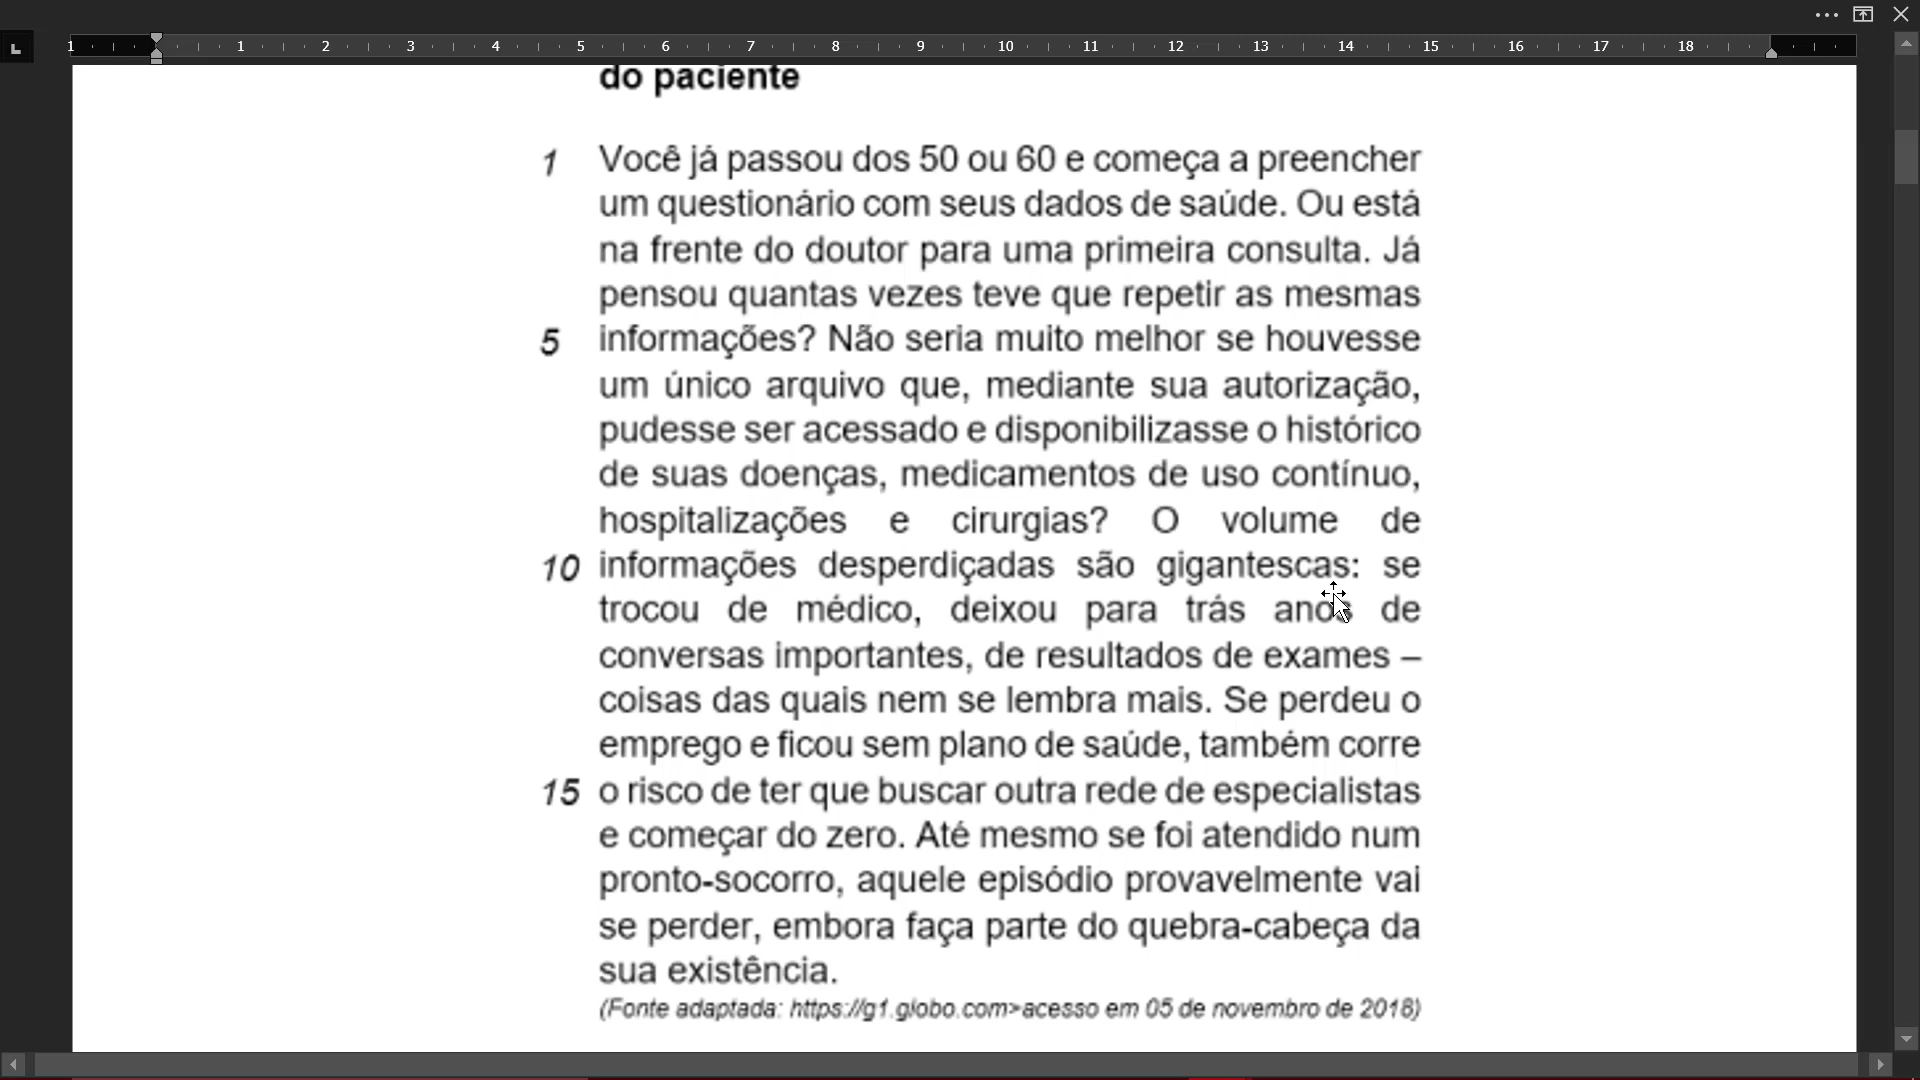 1 1 2 3 4 5 6 7 8 9 10 11 12 13 14 15 16 17 18
do paciente
1 Você já passou dos 50 ou 60 e começa a preencher
um questionário com seus dados de saúde. Ou está
na frente do doutor para uma primeira consulta. Já
pensou quantas vezes teve que repetir as mesmas
5 informações? Não seria muito melhor se houvesse
um único arquivo que, mediante sua autorização,
pudesse ser acessado e disponibilizasse o histórico
de suas doenças, medicamentos de uso contínuo,
hospitalizações e cirurgias? O volume de
10 informações desperdiçadas são gigantescas: se
trocou de médico, deixou para trás anos de
conversas importantes, de resultados de exames –
coisas das quais nem se lembra mais. Se perdeu o
emprego e ficou sem plano de saúde, também corre
15 o risco de ter que buscar outra rede de especialistas
e começar do zero. Até mesmo se foi atendido num
pronto-socorro, aquele episódio provavelmente vai
se perder, embora faça parte do quebra-cabeça da
sua existência.
(Fonte adaptada: https://g1.globo.com>acesso em 05 de novembro de 2018)